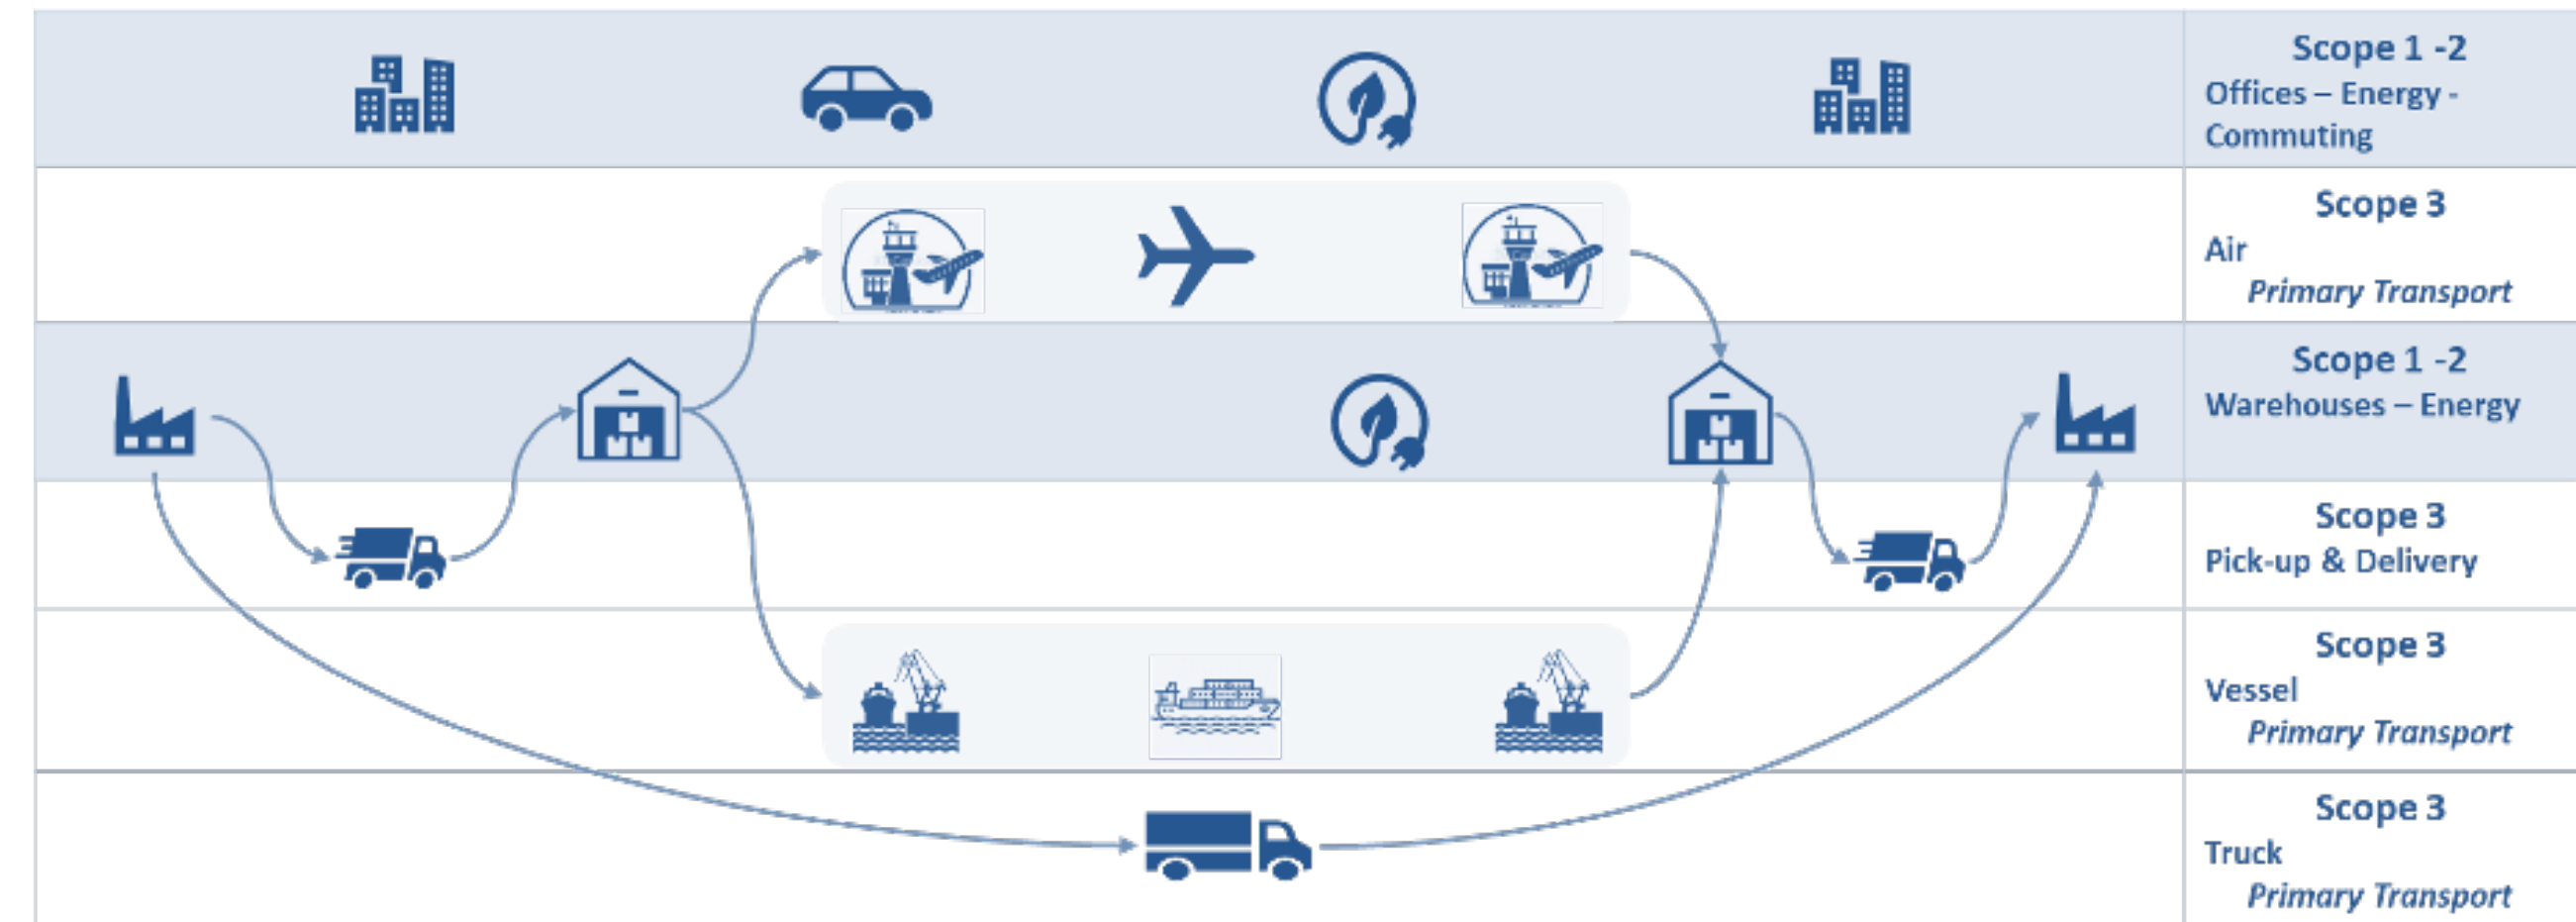 Scope 1 -2
Offices – Energy -
Commuting
Scope 3
Air
Primary Transport
Scope 1 -2
Warehouses – Energy
Scope 3
Pick-up & Delivery
Scope 3
Vessel
Primary Transport
Scope 3
Truck
Primary Transport